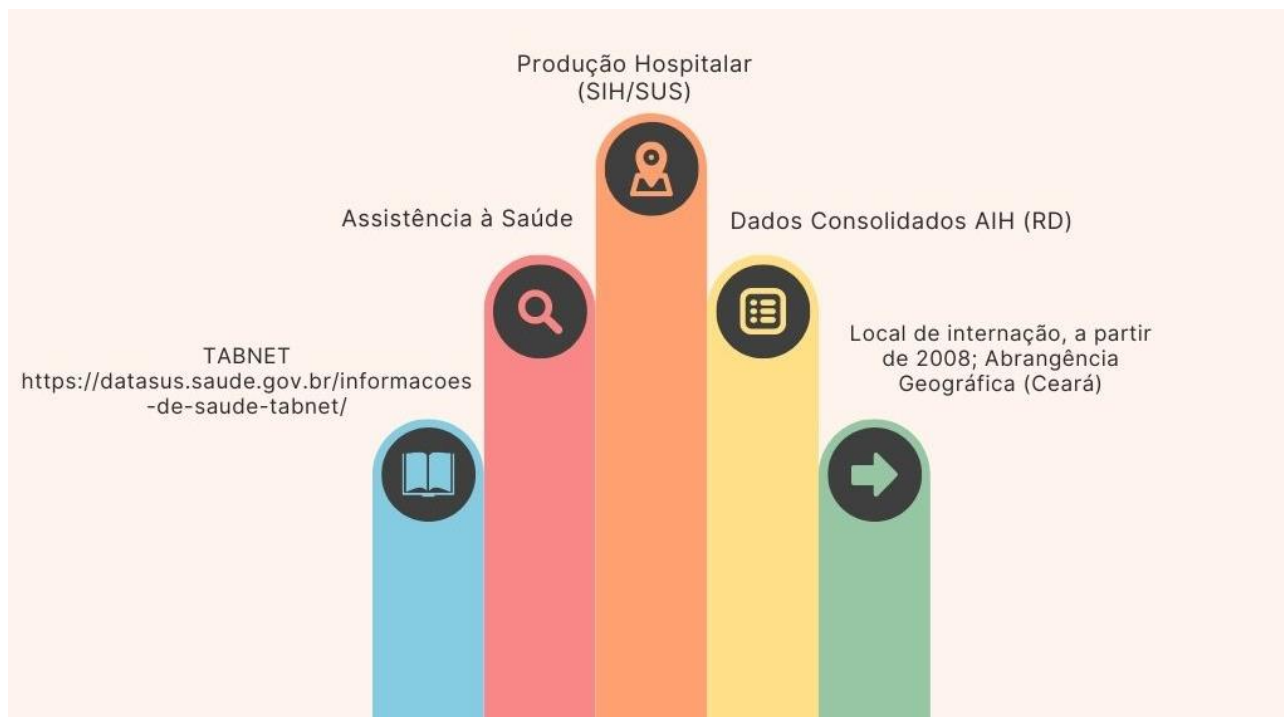 Produção Hospitalar
(SIH/SUS)
Assistência à Saúde
Dados Consolidados AIH (RD)
TABNET
https://datasus.saude.gov.br/informacoes
-de-saude-tabnet/
Local de internação, a partir
de 2008; Abrangência
Geográfica (Ceará)